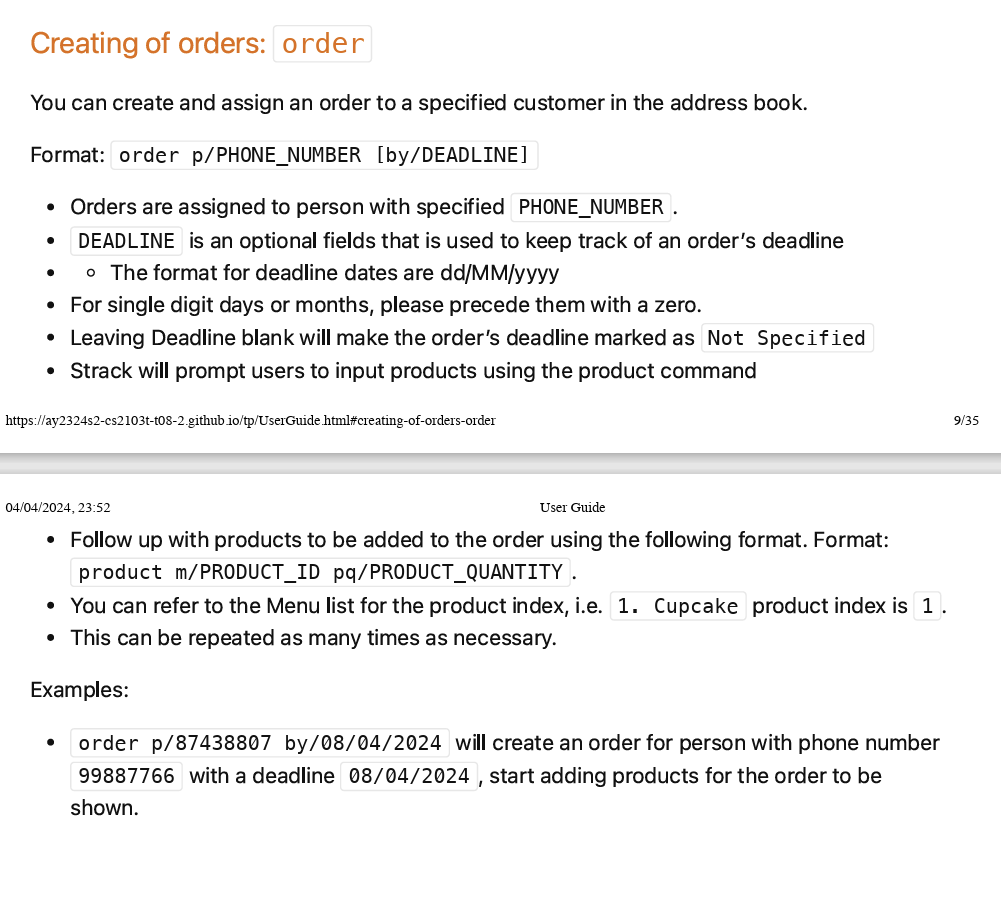 Creating of orders: order
You can create and assign an order to a specified customer in the address book.
Format: order p/PHONE_NUMBER [by/DEADLINE]
• Orders are assigned to person with specified PHONE_NUMBER.
• DEADLINE is an optional fields that is used to keep track of an order’s deadline
• ◦ The format for deadline dates are dd/MM/yyyy
• For single digit days or months, please precede them with a zero.
• Leaving Deadline blank will make the order’s deadline marked as Not Specified
• Strack will prompt users to input products using the product command
https://ay2324s2-cs2103t-t08-2.github.io/tp/UserGuide.html#creating-of-orders-order 9/35
04/04/2024, 23:52 User Guide
• Follow up with products to be added to the order using the following format. Format:
product m/PRODUCT_ID pq/PRODUCT_QUANTITY.
• You can refer to the Menu list for the product index, i.e. 1. Cupcake product index is 1.
• This can be repeated as many times as necessary.
Examples:
• order p/87438807 by/08/04/2024 will create an order for person with phone number
99887766 with a deadline 08/04/2024, start adding products for the order to be
shown.